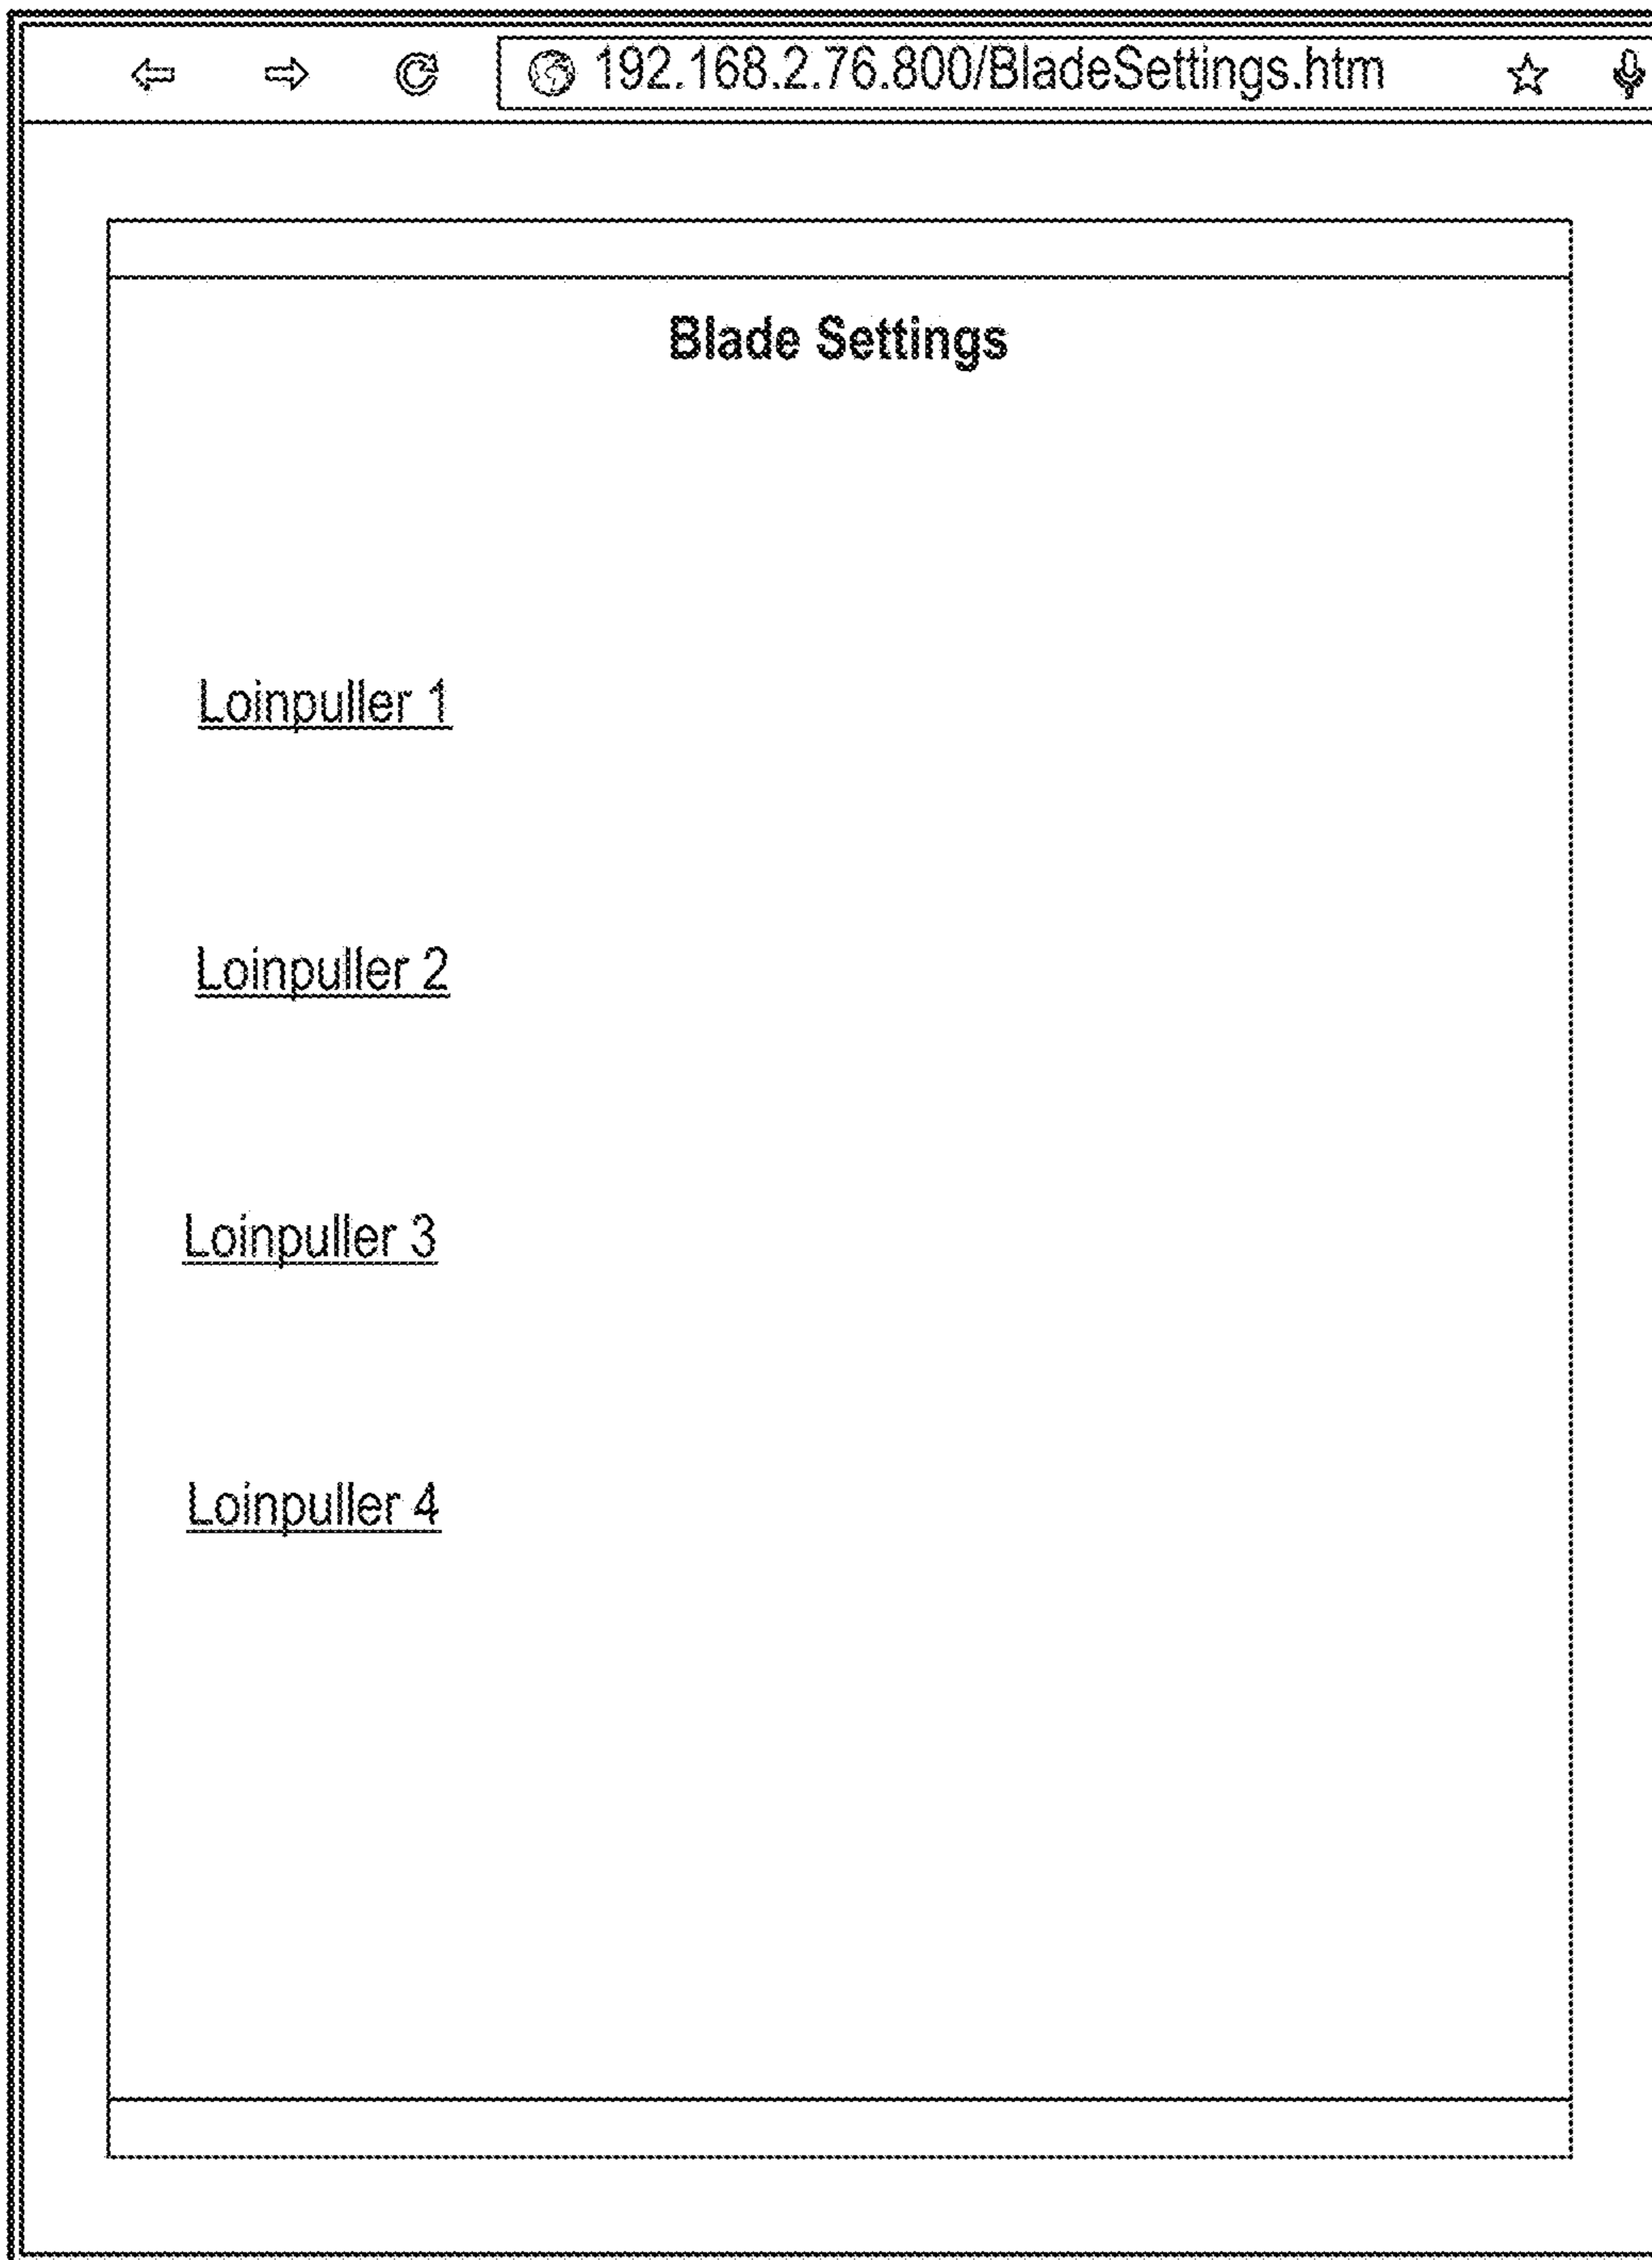 192.168.2.76.800/BladeSettings.htm
Blade Settings
Loinpuller 1
Loinpuller 2
Loinpuller 3
Loinpuller 4